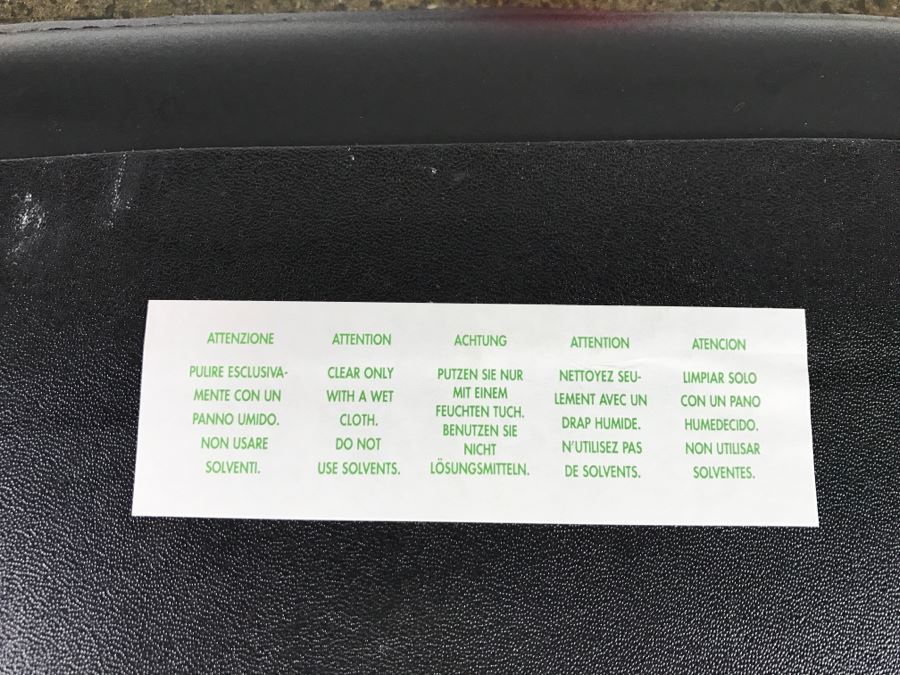 ATTENZIONE
PULIRE ESCLUSIVA-
MENTE CON UN
PANNO UMIDO.
NON USARE
SOLVENTI.
ATTENTION
CLEAR ONLY
WITH A WET
CLOTH.
DO NOT
USE SOLVENTS.
ACHTUNG
PUTZEN SIE NUR
MIT EINEM
FEUCHTEN TUCH.
BENUTZEN SIE
NICHT
LÖSUNGSMITTELN.
ATTENTION
NETTOYEZ SEU-
LEMENT AVEC UN
DRAP HUMIDE.
N'UTILISEZ PAS
DE SOLVENTS.
ATENCION
LIMPIAR SOLO
CON UN PANO
HUMEDECIDO.
NON UTILISAR
SOLVENTES.